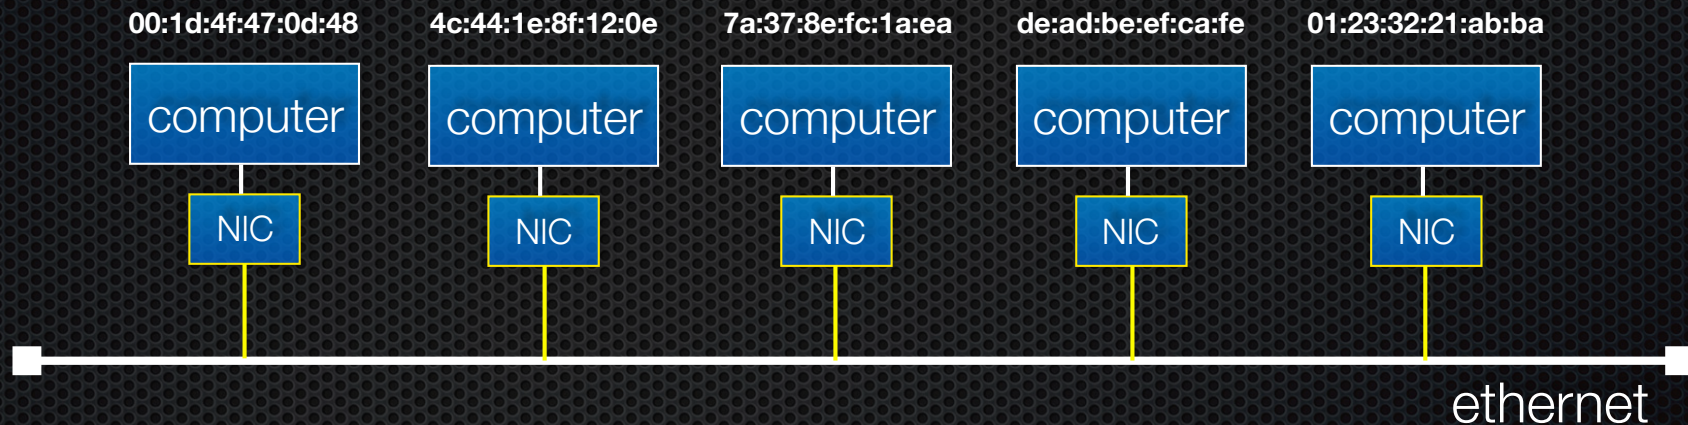 00:1d:4f:47:0d:48 4c:44:1e:8f:12:0e 7a:37:8e:fc:1a:ea de:ad:be:ef:ca:fe 01:23:32:21:ab:ba
computer computer computer computer computer
NIC NIC NIC NIC NIC
ethernet